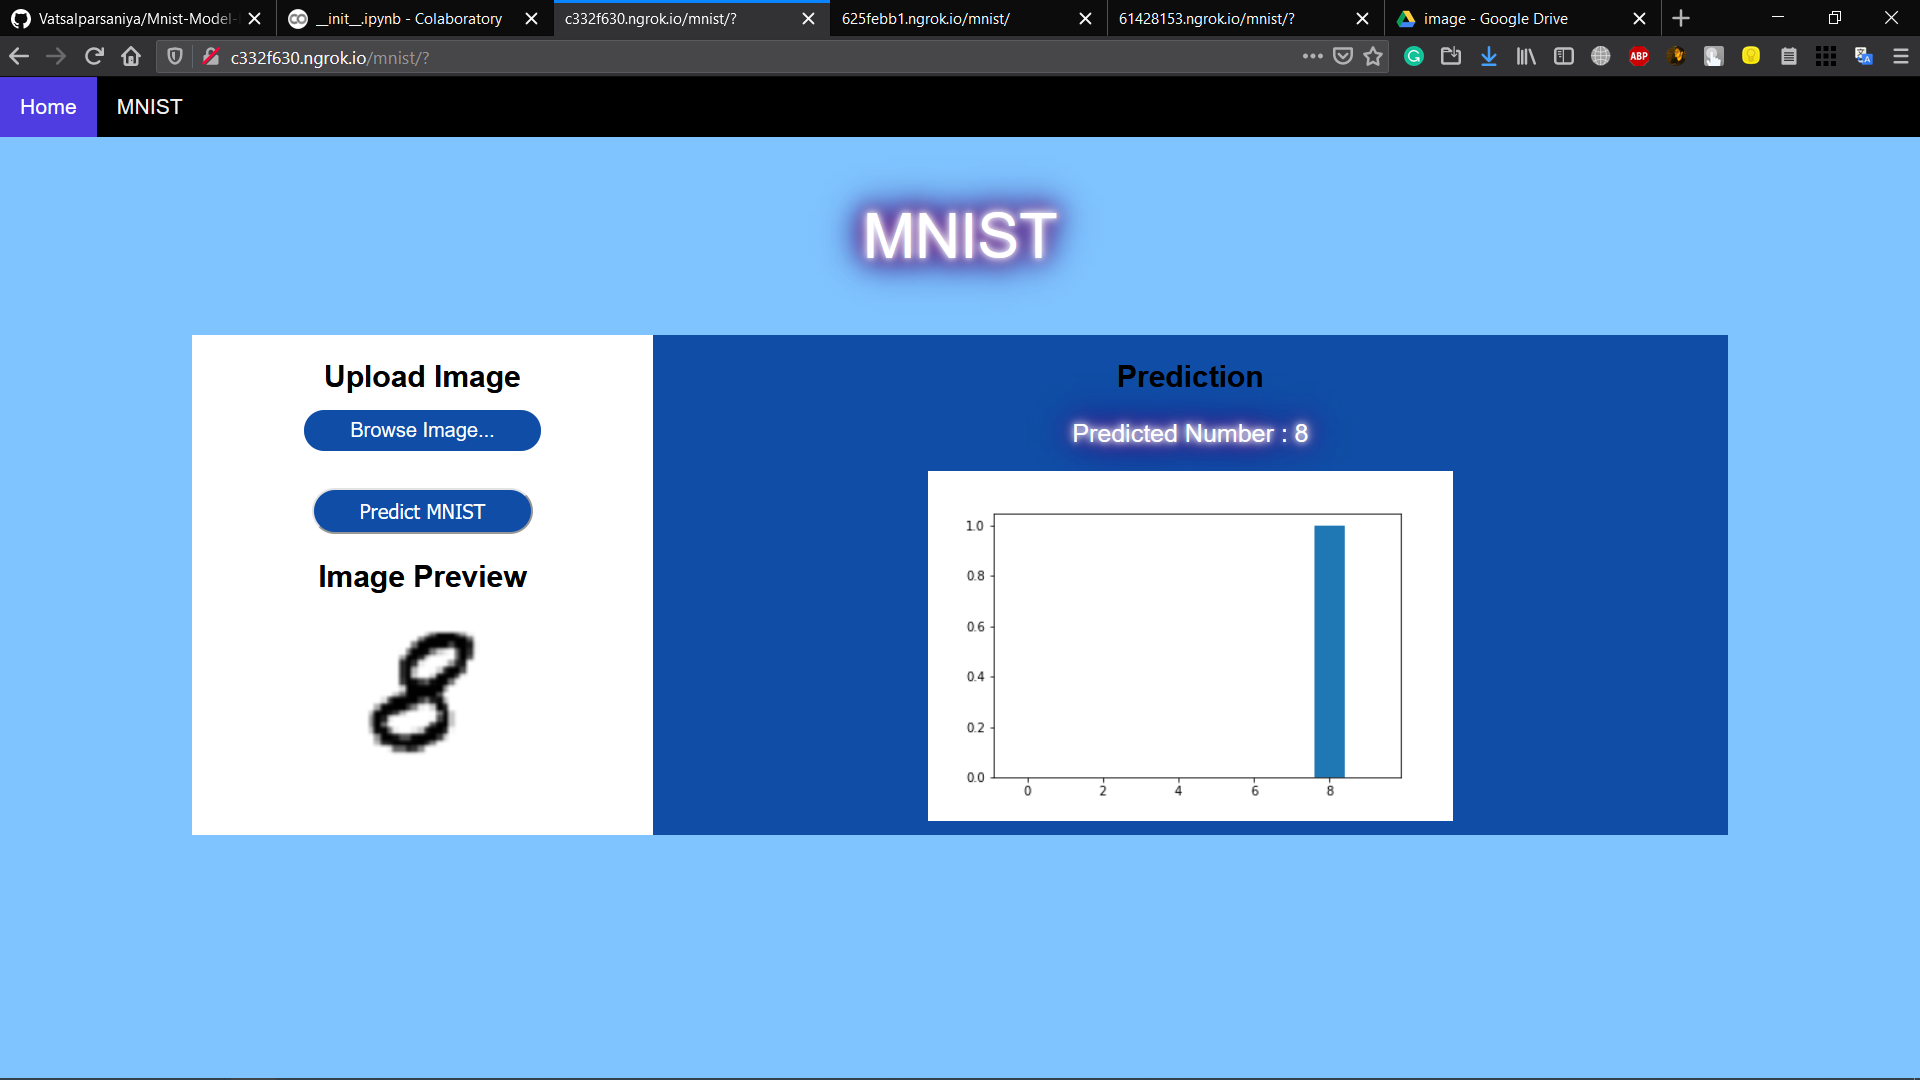 Vatsalparsaniya/Mnist-Model-
__init__.ipynb - Colaboratory
c332f630.ngrok.io/mnist/?
625febb1.ngrok.io/mnist/
61428153.ngrok.io/mnist/?
image - Google Drive
c332f630.ngrok.io/mnist/?
ABP
Home
MNIST
MNIST
Upload Image
Browse Image...
Predict MNIST
Image Preview
8
Prediction
Predicted Number : 8
1.0
0.8
0.6
0.4
0.2
0.0
0 2 4 6 8